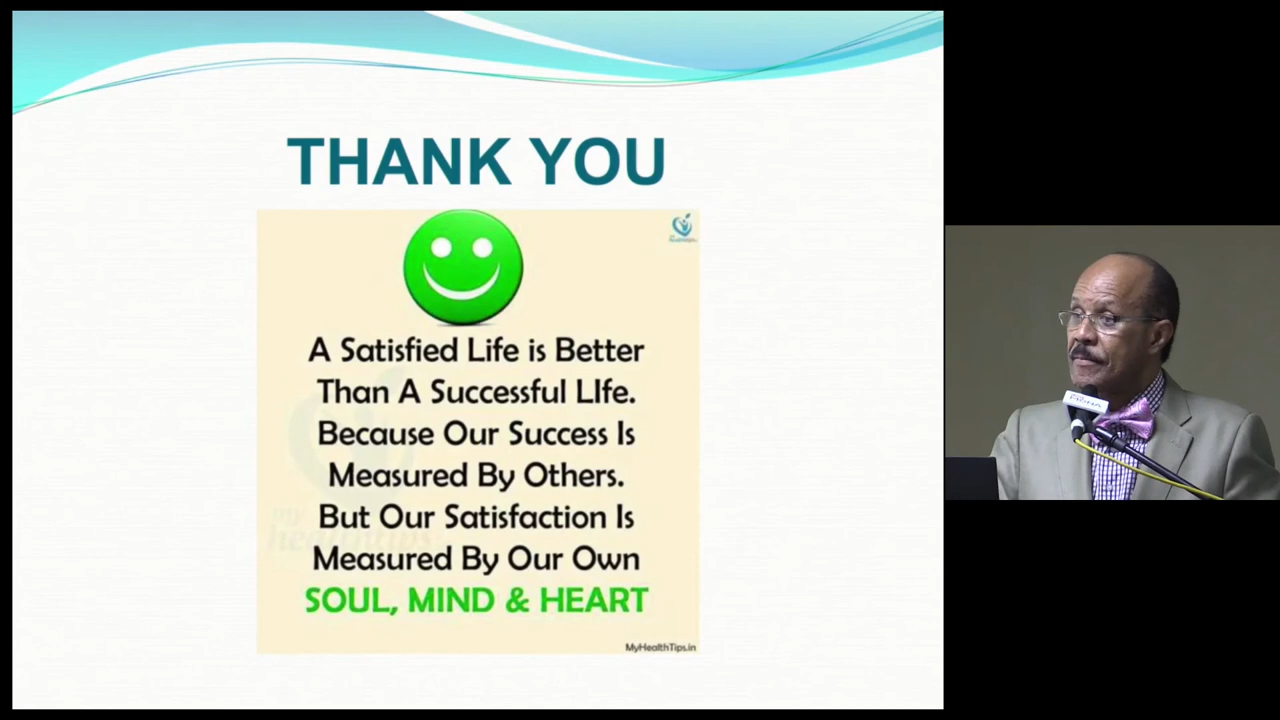 THANK YOU
A Satisfied Life is Better
Than A Successful LIfe.
Because Our Success Is
Measured By Others.
But Our Satisfaction Is
Measured By Our Own
SOUL, MIND & HEART
MyHealthTips.in